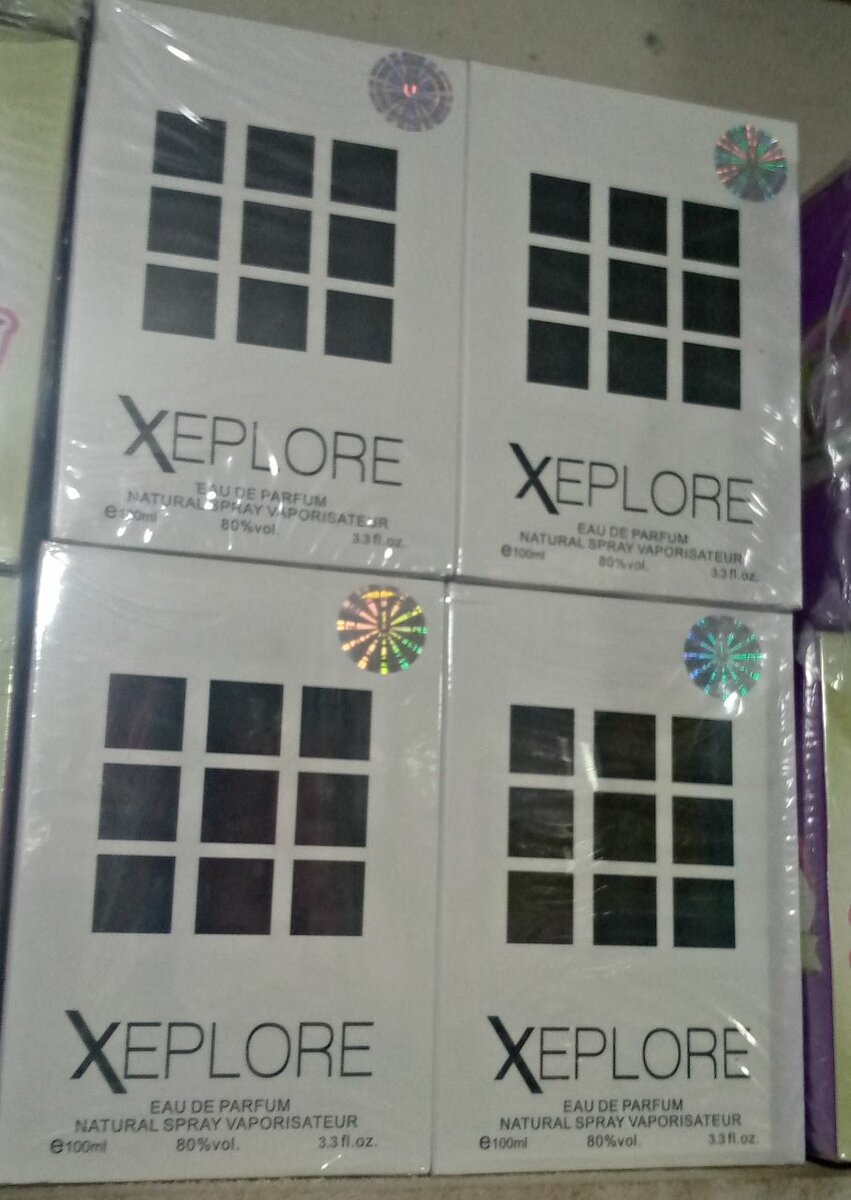 XEPLORE
EAU DE PARFUM
NATURAL SPRAY VAPORISATEUR
e100ml 80%vol 3.3 fl.oz.
XEPLORE
EAU DE PARFUM
NATURAL SPRAY VAPORISATEUR
e100ml 80%vol. 3.3 fl.oz.
XEPLORE
EAU DE PARFUM
NATURAL SPRAY VAPORISATEUR
e100ml 80%vol. 3.3 fl.oz.
XEPLORE
EAU DE PARFUM
NATURAL SPRAY VAPORISATEUR
e100ml 80%vol. 3.3 fl.oz.